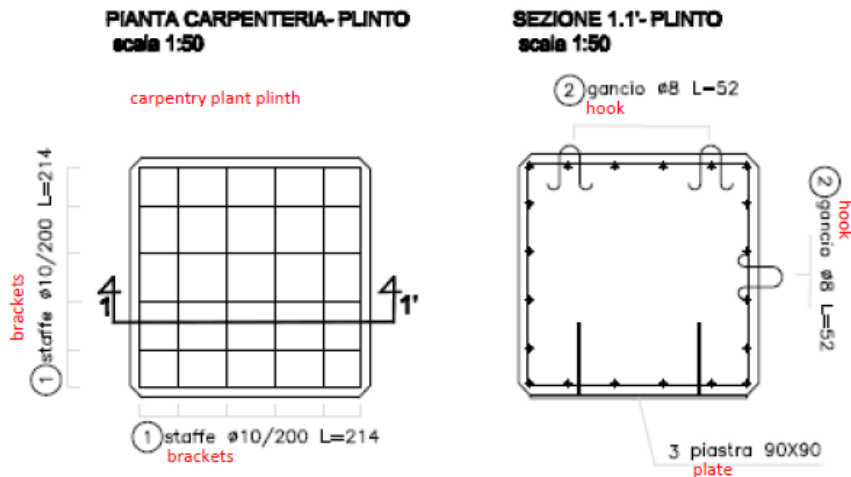 PIANTA CARPENTERIA- PLINTO
scala 1:50
carpentry plant plinth
1 staffe ø10/200 L=214
brackets
1
1'
1 staffe ø10/200 L=214
brackets
SEZIONE 1.1'- PLINTO
scala 1:50
2 gancio ø8 L=52
hook
2 gancio ø8 L=52
hook
3 piastra 90X90
plate